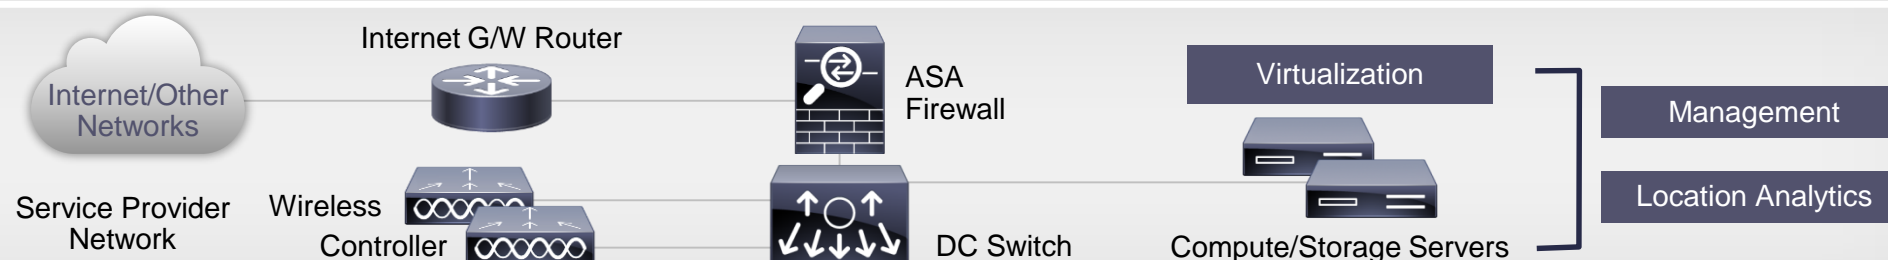 Internet G/W Router
Internet/Other
Networks
ASA
Firewall
Virtualization
Management
Service Provider
Network
Wireless
Controller
DC Switch
Compute/Storage Servers
Location Analytics